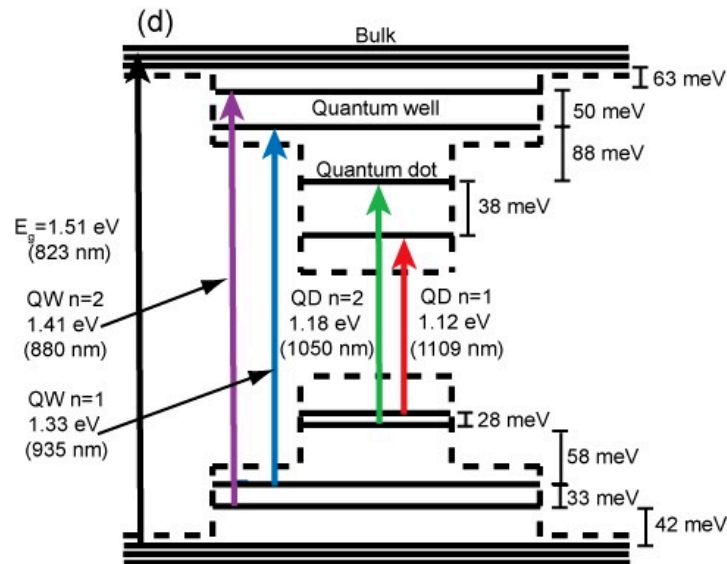 (d)
Bulk
63 meV
Quantum well
50 meV
88 meV
Quantum dot
38 meV
Eg=1.51 eV
(823 nm)
QW n=2
1.41 eV
(880 nm)
QW n=1
1.33 eV
(935 nm)
QD n=2
1.18 eV
(1050 nm)
QD n=1
1.12 eV
(1109 nm)
28 meV
58 meV
33 meV
42 meV